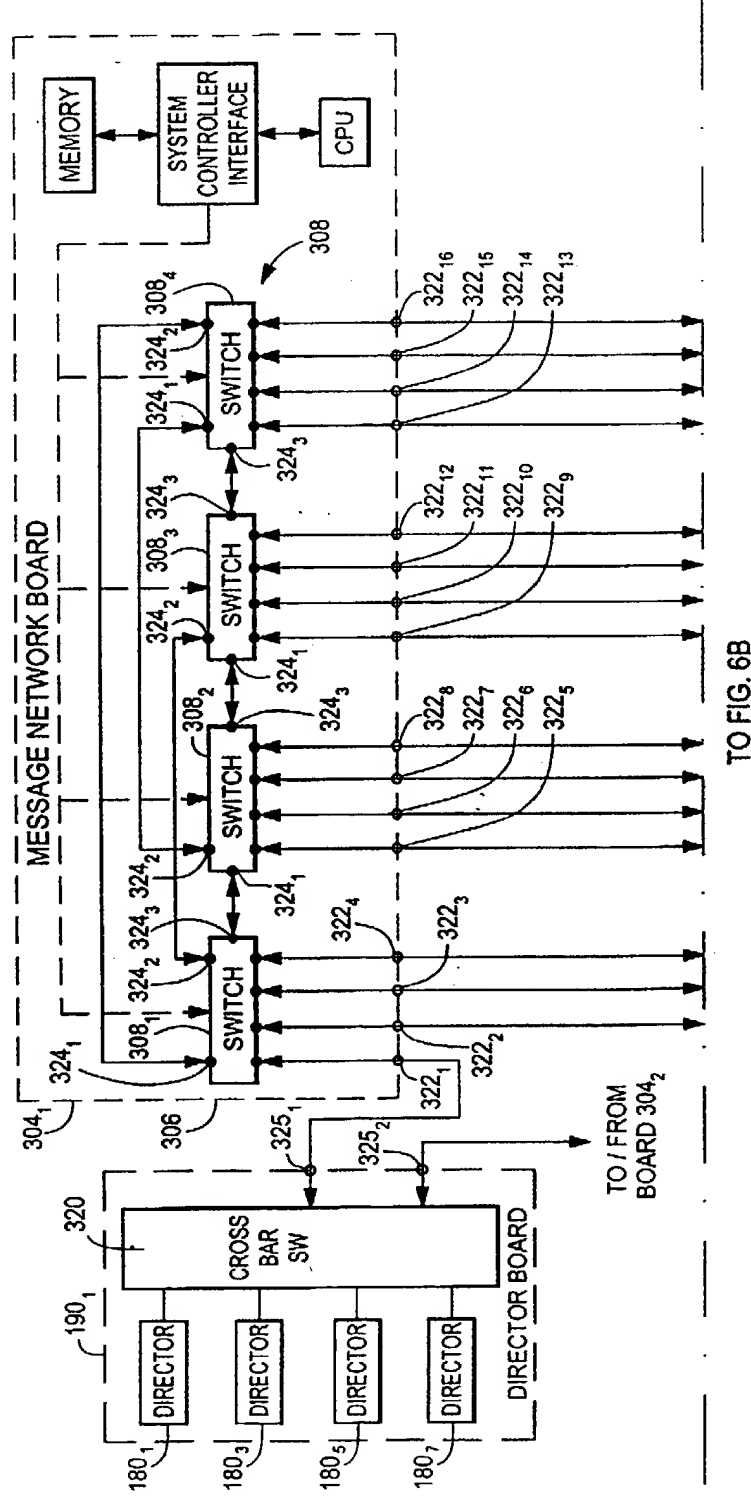 MESSAGE NETWORK BOARD
MEMORY
SYSTEM
CONTROLLER
INTERFACE
CPU
304₁
306
308
324₁
308₁
324₂
324₃
SWITCH
324₂
308₂
324₁
324₃
SWITCH
324₂
308₃
324₁
324₃
SWITCH
324₁
324₂
308₄
324₃
SWITCH
322₁
322₂
322₃
322₄
322₅
322₆
322₇
322₈
322₉
322₁₀
322₁₁
322₁₂
322₁₃
322₁₄
322₁₅
322₁₆
190₁
320
CROSS
BAR
SW
325₁
325₂
TO / FROM
BOARD 304₂
DIRECTOR
DIRECTOR
DIRECTOR
DIRECTOR
180₁
180₃
180₅
180₇
DIRECTOR BOARD
TO FIG. 6B